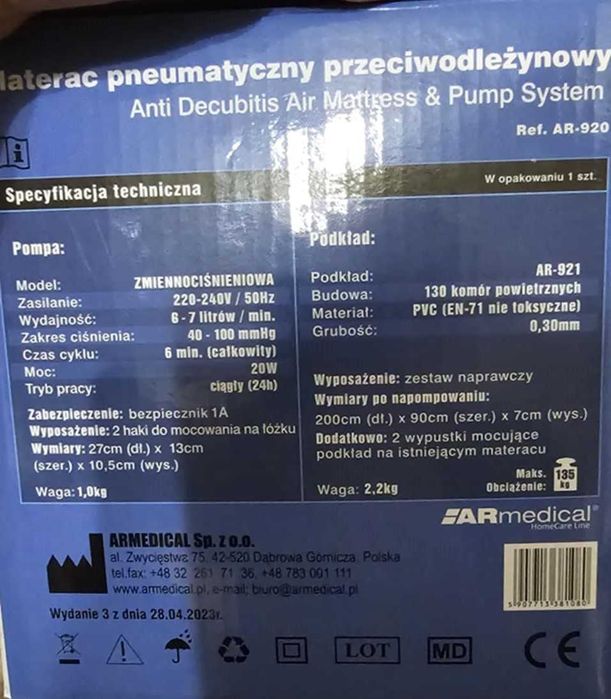 Materac pneumatyczny przeciwodleżynowy
Anti Decubitis Air Mattress & Pump System
Ref. AR-920
Specyfikacja techniczna
W opakowaniu 1 szt.
Pompa:
Model: ZMIENNOCIŚNIENIOWA
Zasilanie: 220-240V / 50Hz
Wydajność: 6-7 litrów / min.
Zakres ciśnienia: 40 - 100 mmHg
Czas cyklu: 6 min. (całkowity)
Moc: 20W
Tryb pracy: ciągły (24h)
Zabezpieczenie: bezpiecznik 1A
Wyposażenie: 2 haki do mocowania na łóżku
Wymiary: 27cm (dł.) x 13cm
(szer.) x 10,5cm (wys.)
Waga: 1,0kg
Podkład:
Podkład: AR-921
Budowa: 130 komór powietrznych
Materiał: PVC (EN-71 nie toksyczne)
Grubość: 0,30mm
Wyposażenie: zestaw naprawczy
Wymiary po napompowaniu:
200cm (dł.) x 90cm (szer.) x 7cm (wys.)
Dodatkowo: 2 wypustki mocujące
podkład na istniejącym materacu
Waga: 2,2kg
Maks.
Obciążenie:
135
kg
ARmedical®
HomeCare Line
ARMEDICAL Sp. z o.o.
al. Zwycięstwa 75, 42-520 Dąbrowa Górnicza, Polska
tel.fax: +48 32 261 71 36, +48 783 001 111
www.armedical.pl, e-mail: biuro@armedical.pl
Wydanie 3 z dnia 28.04.2023r.
5 907713 381080
LOT
MD
CE